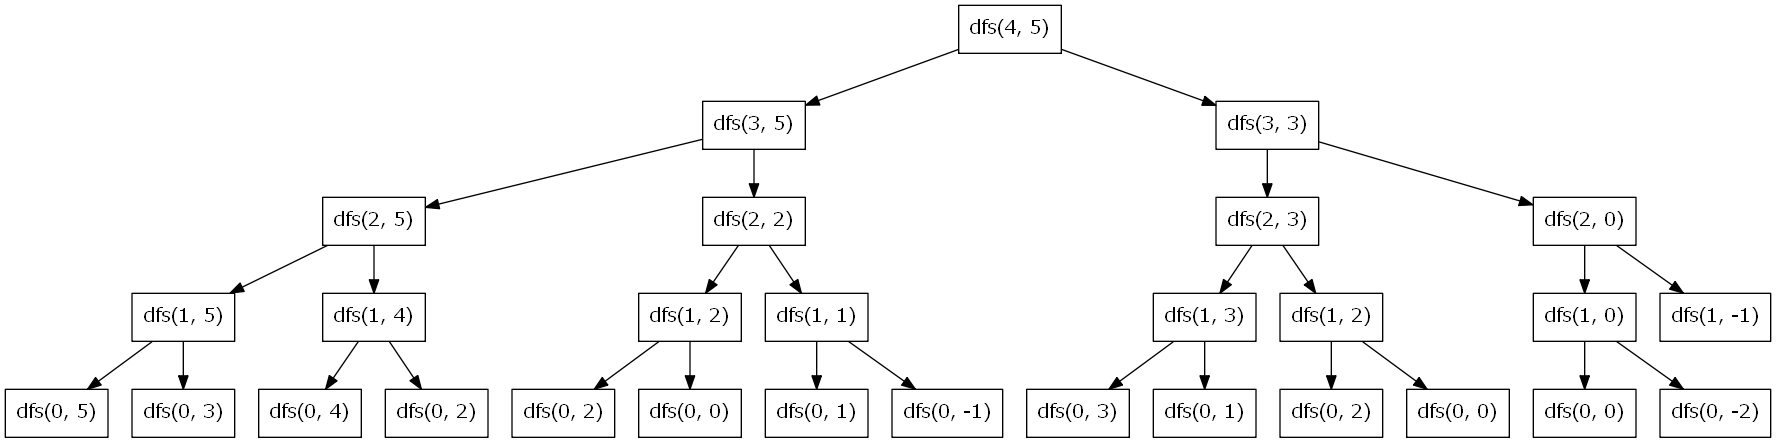 dfs(4, 5)
dfs(3, 5)
dfs(3, 3)
dfs(2, 5)
dfs(2, 2)
dfs(2, 3)
dfs(2, 0)
dfs(1, 5)
dfs(1, 4)
dfs(1, 2)
dfs(1, 1)
dfs(1, 3)
dfs(1, 2)
dfs(1, 0)
dfs(1, -1)
dfs(0, 5)
dfs(0, 3)
dfs(0, 4)
dfs(0, 2)
dfs(0, 2)
dfs(0, 0)
dfs(0, 1)
dfs(0, -1)
dfs(0, 3)
dfs(0, 1)
dfs(0, 2)
dfs(0, 0)
dfs(0, 0)
dfs(0, -2)